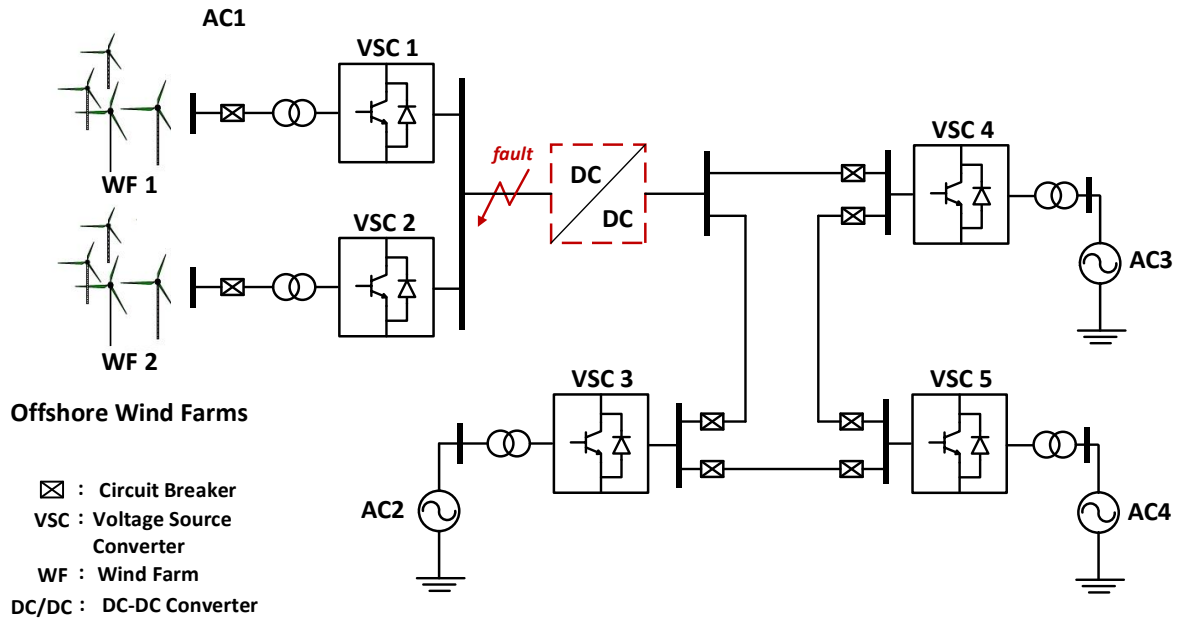 AC1
VSC 1
WF 1
VSC 2
WF 2
fault
DC
DC
VSC 4
AC3
VSC 3
AC2
VSC 5
AC4
Offshore Wind Farms
: Circuit Breaker
VSC : Voltage Source
Converter
WF : Wind Farm
DC/DC : DC-DC Converter